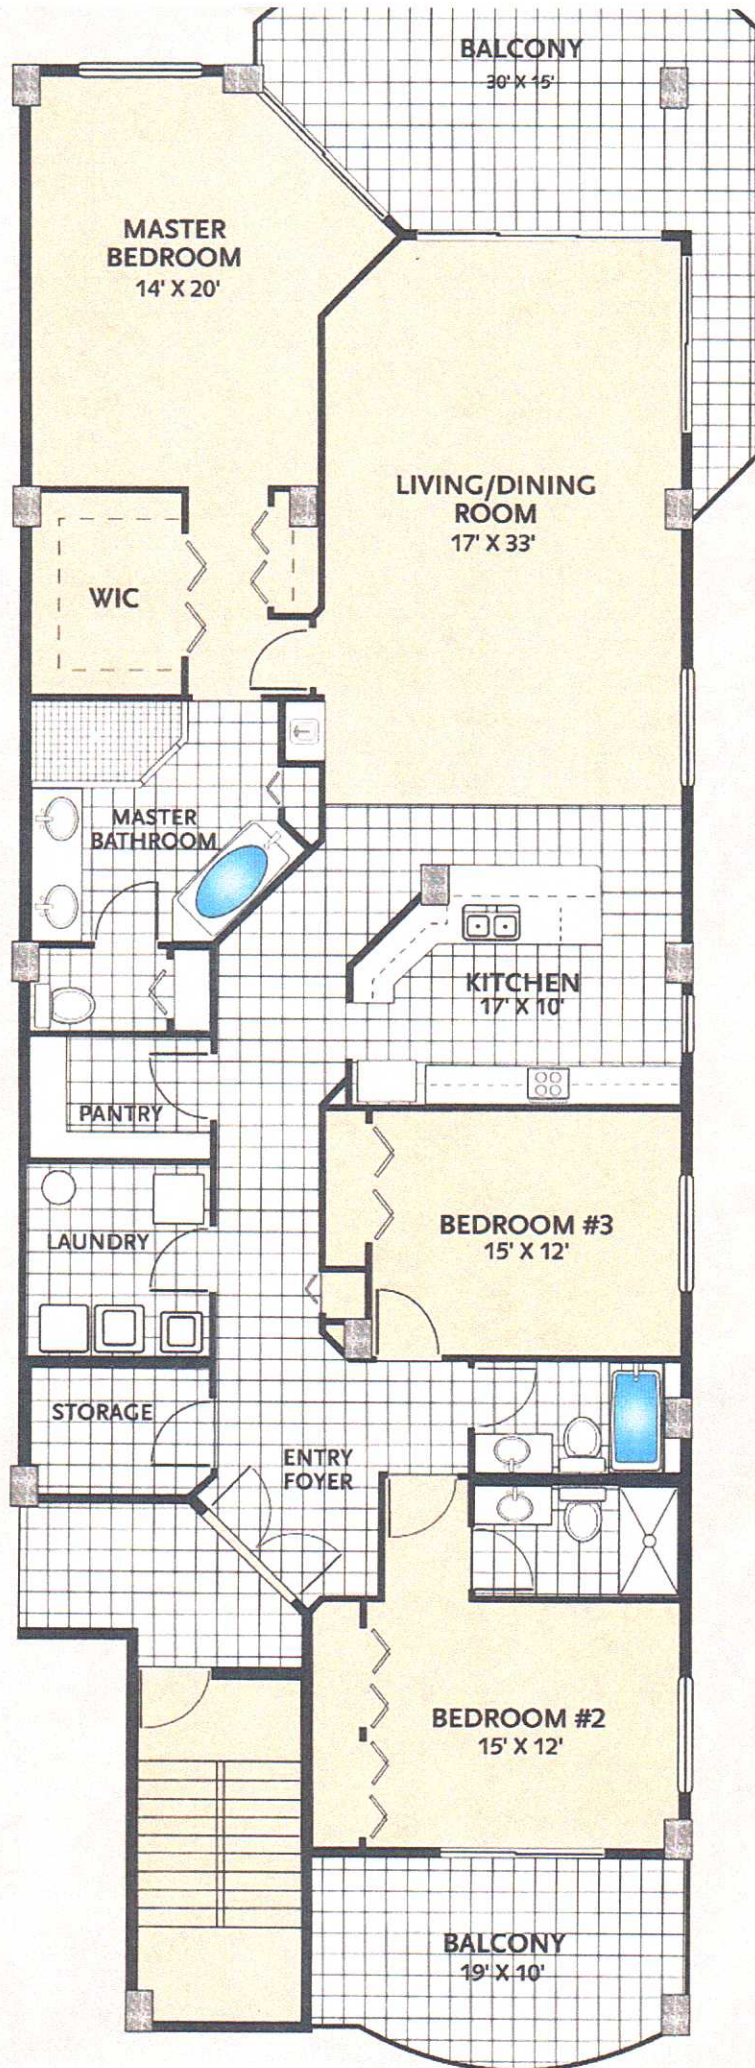 BALCONY
30' X 15'
MASTER
BEDROOM
14' X 20'
LIVING/DINING
ROOM
17' X 33'
WIC
MASTER
BATHROOM
KITCHEN
17' X 10'
PANTRY
BEDROOM #3
15' X 12'
LAUNDRY
STORAGE
ENTRY
FOYER
BEDROOM #2
15' X 12'
BALCONY
19' X 10'